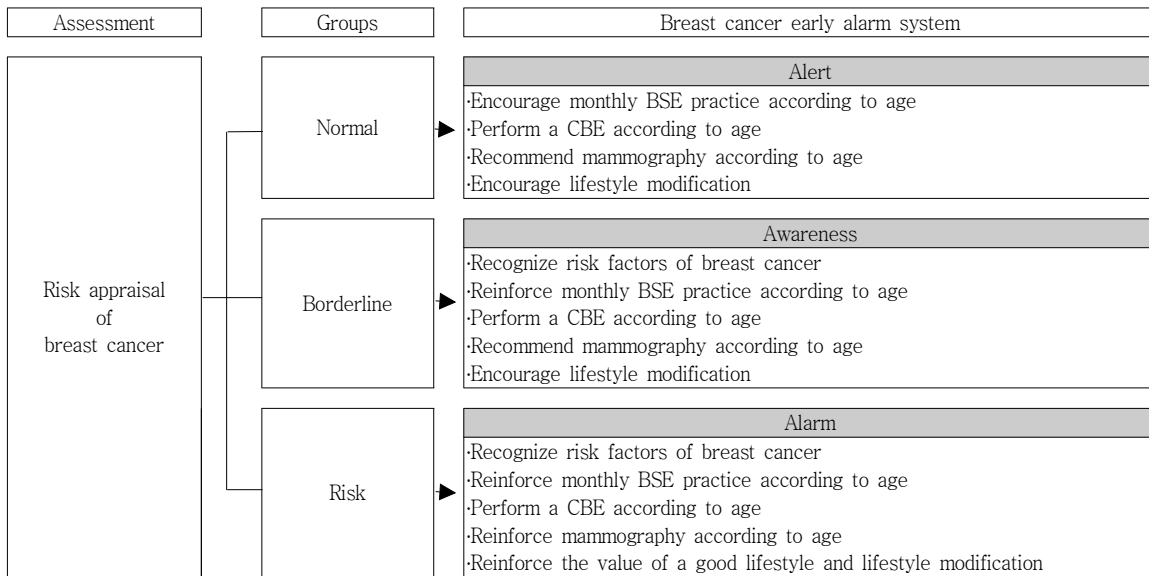 Assessment
Groups
Breast cancer early alarm system
Risk appraisal
of
breast cancer
Normal
Alert
·Encourage monthly BSE practice according to age
·Perform a CBE according to age
·Recommend mammography according to age
·Encourage lifestyle modification
Borderline
Awareness
·Recognize risk factors of breast cancer
·Reinforce monthly BSE practice according to age
·Perform a CBE according to age
·Recommend mammography according to age
·Encourage lifestyle modification
Risk
Alarm
·Recognize risk factors of breast cancer
·Reinforce monthly BSE practice according to age
·Perform a CBE according to age
·Reinforce mammography according to age
·Reinforce the value of a good lifestyle and lifestyle modification